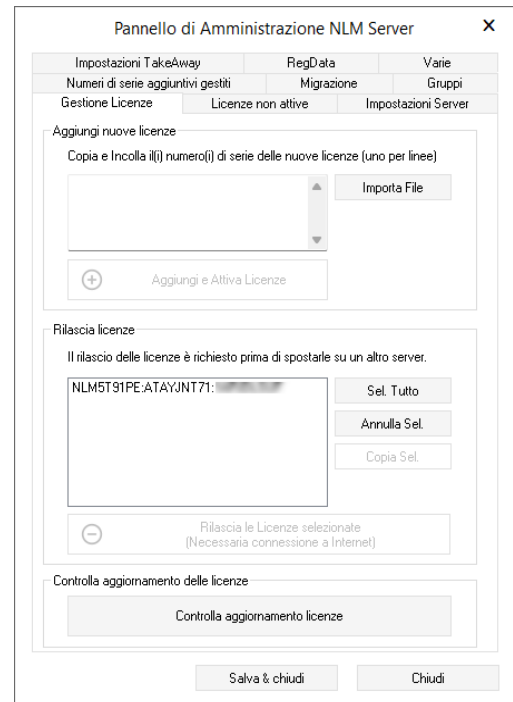 Pannello di Amministrazione NLM Server
Impostazioni TakeAway RegData Varie
Numeri di serie aggiuntivi gestiti Migrazione Gruppi
Gestione Licenze Licenze non attive Impostazioni Server
Aggiungi nuove licenze
Copia e Incolla il(i) numero(i) di serie delle nuove licenze (uno per linee)
Importa File
Aggiungi e Attiva Licenze
Rilascia licenze
Il rilascio delle licenze è richiesto prima di spostarle su un altro server.
NLM5T91PE:ATAYJNT71:
Sel. Tutto
Annulla Sel.
Copia Sel.
Rilascia le Licenze selezionate
(Necessaria connessione a Internet)
Controlla aggiornamento delle licenze
Controlla aggiornamento licenze
Salva & chiudi Chiudi